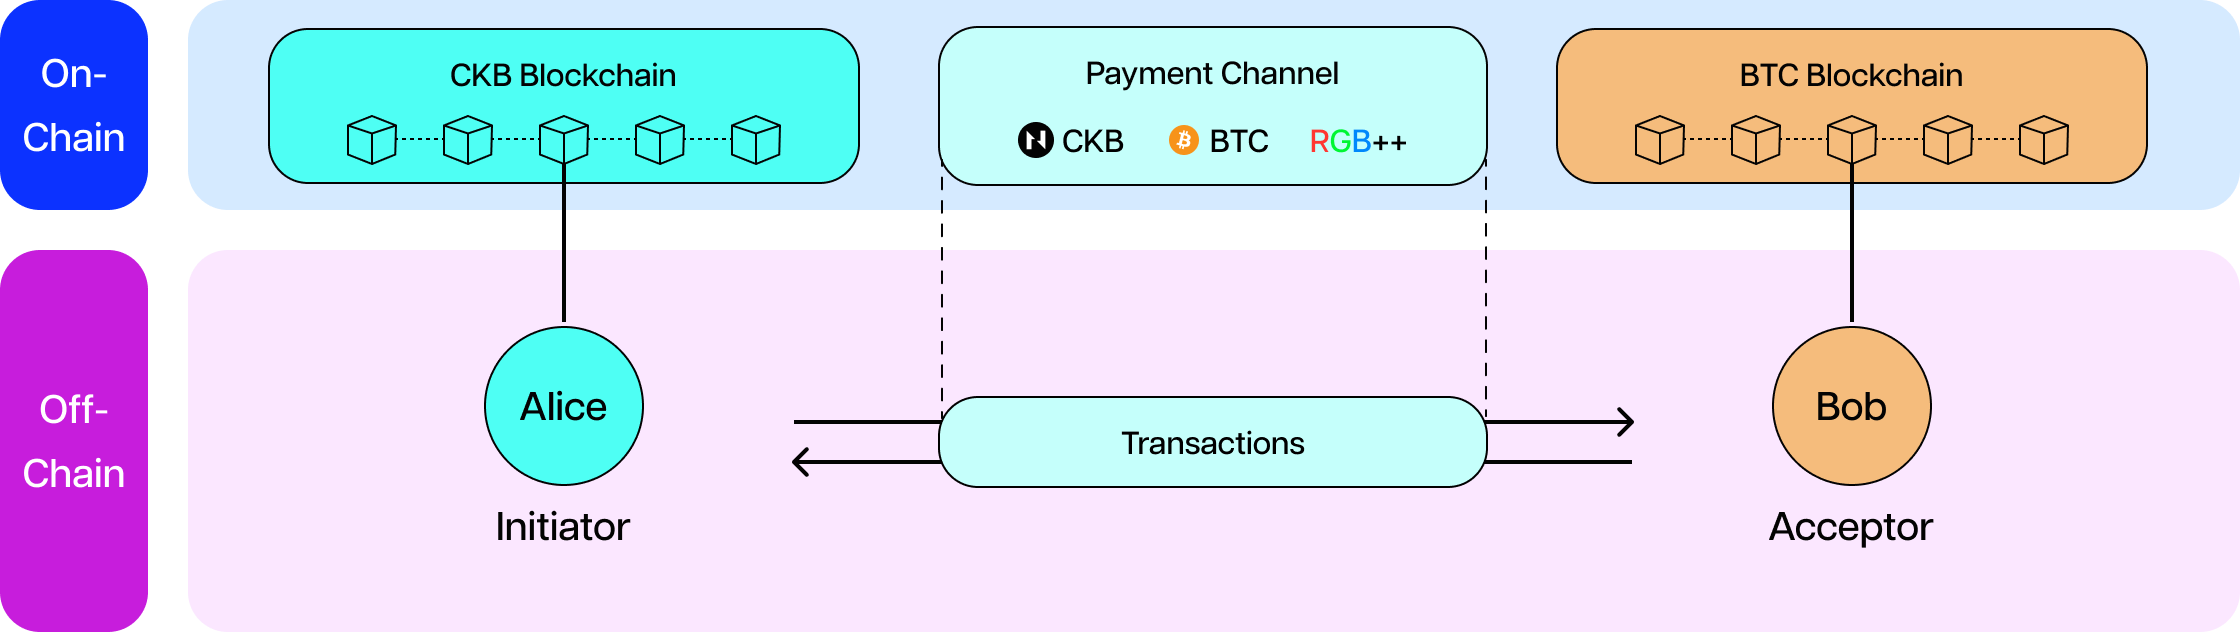 On-
Chain
CKB Blockchain
Payment Channel
CKB BTC RGB++
BTC Blockchain
Off-
Chain
Alice
Initiator
Transactions
Bob
Acceptor